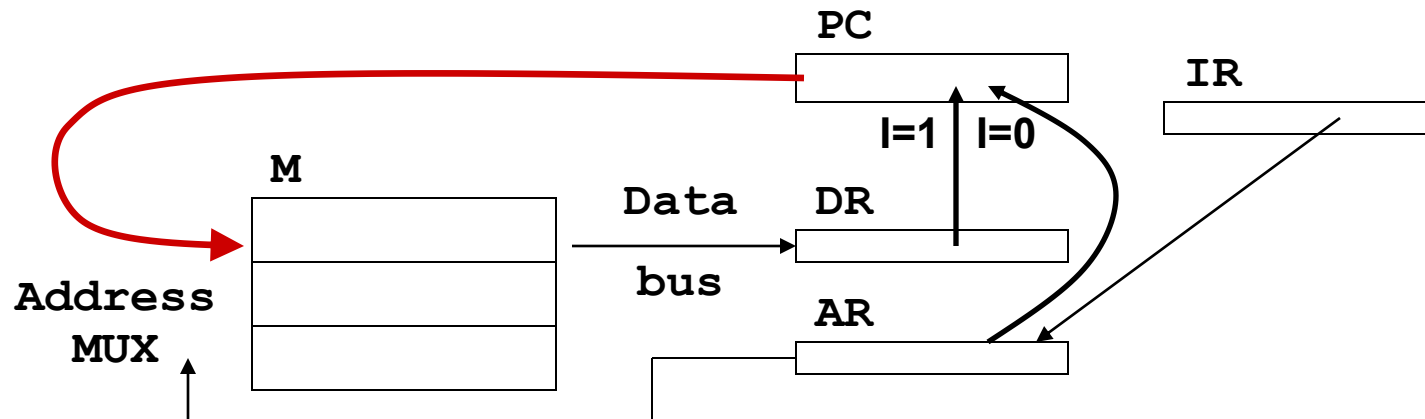 PC
IR
I=1 I=0
M
Data
bus
DR
Address
MUX
AR